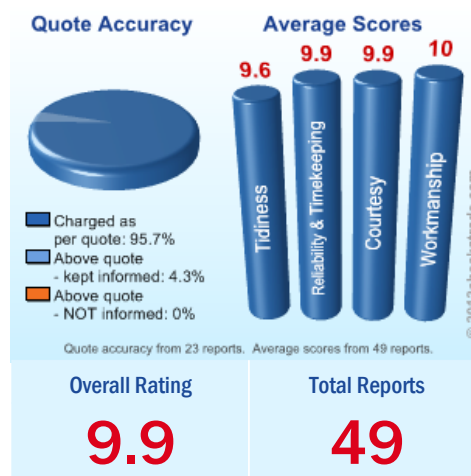 Quote Accuracy
Average Scores
9.6
9.9
9.9
10
Tidiness
Reliability & Timekeeping
Courtesy
Workmanship
Charged as
per quote: 95.7%
Above quote
- kept informed: 4.3%
Above quote
- NOT informed: 0%
Quote accuracy from 23 reports. Average scores from 49 reports.
Overall Rating
9.9
Total Reports
49